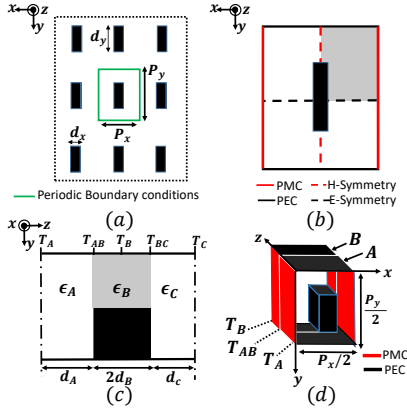 x z
y
d_y
P_y
d_x
P_x
Periodic Boundary conditions
(a)
x z
y
(b)
PMC H-Symmetry
PEC E-Symmetry
x z
y
T_A T_AB T_B T_BC T_C
ϵ_A ϵ_B ϵ_C
d_A 2d_B d_c
(c)
z
B
A
x
P_y/2
T_B
T_AB
T_A
P_x/2
y
PMC
PEC
(d)